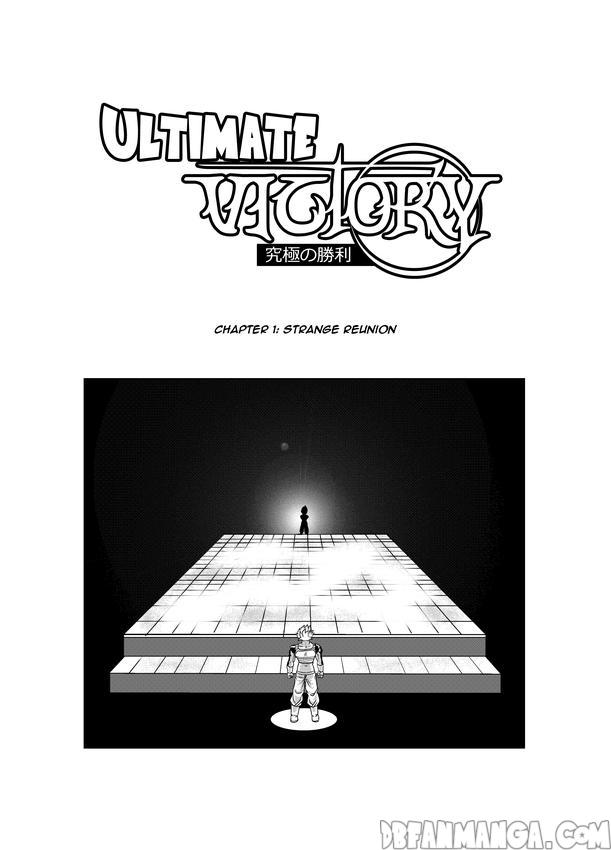 ULTIMATE
VICTORY
究極の勝利
CHAPTER 1: STRANGE REUNION
DBFANMANGA.COM